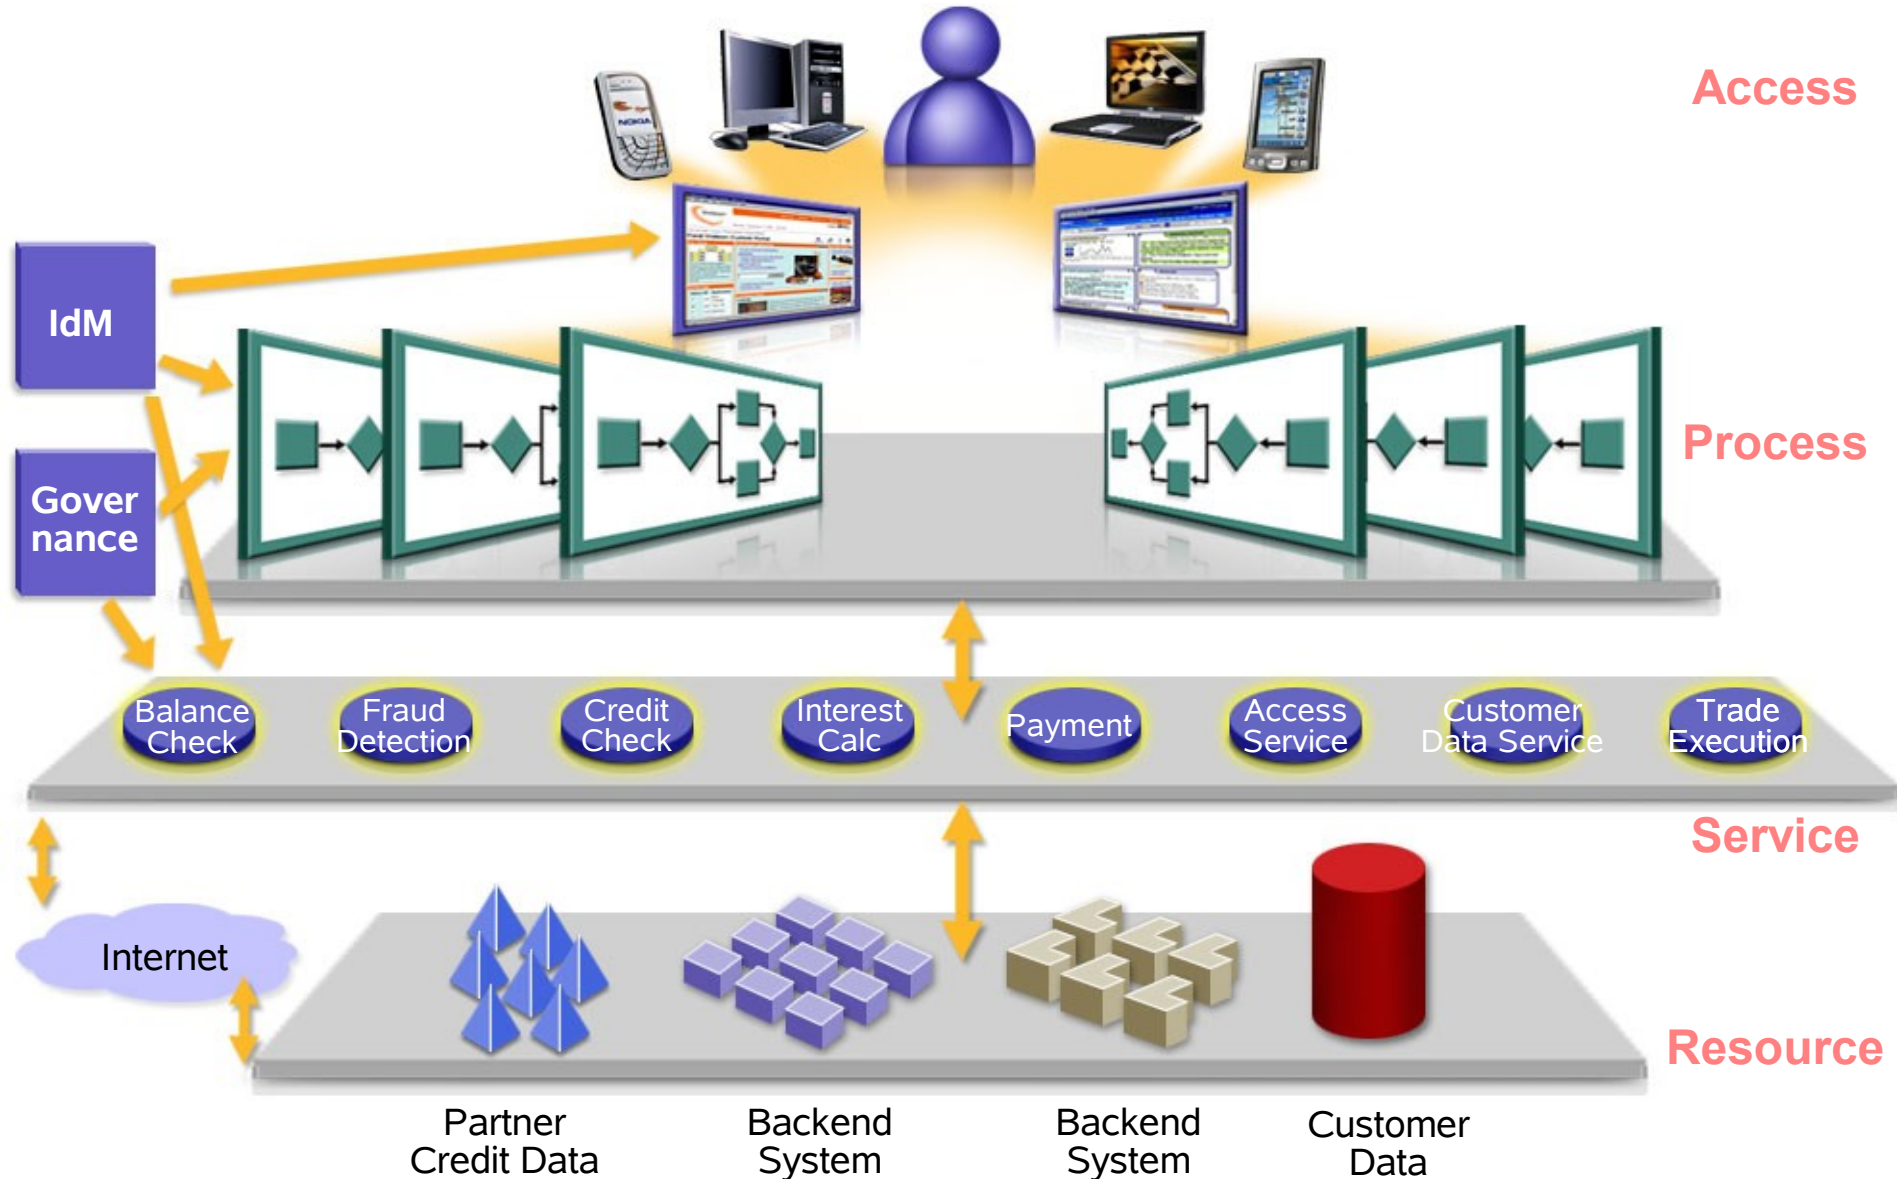 Access
NOKIA
IdM
Process
Gover
nance
Balance
Check
Fraud
Detection
Credit
Check
Interest
Calc
Payment
Access
Service
Customer
Data Service
Trade
Execution
Service
Internet
Resource
Partner
Credit Data
Backend
System
Backend
System
Customer
Data